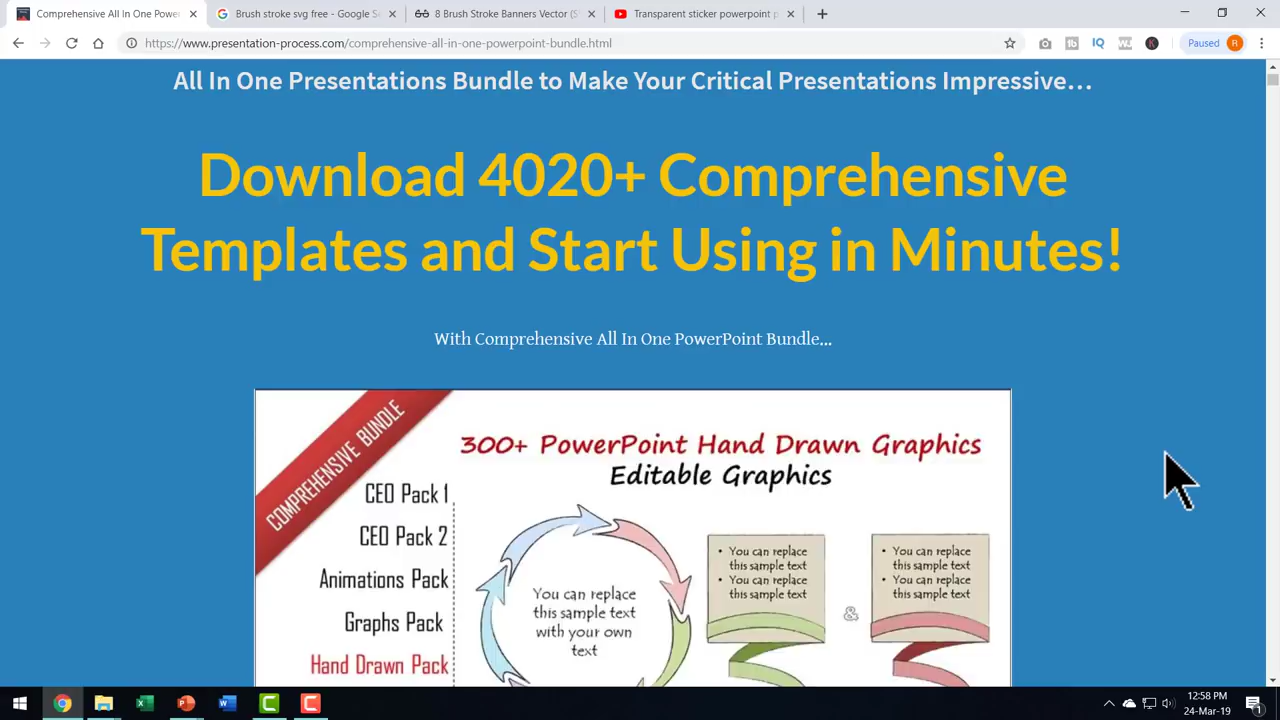 Comprehensive All In One Power
Brush stroke svg free - Google Se
8 Brush Stroke Banners Vector (S
Transparent sticker powerpoint p
https://www.presentation-process.com/comprehensive-all-in-one-powerpoint-bundle.html
Paused
R
All In One Presentations Bundle to Make Your Critical Presentations Impressive...
Download 4020+ Comprehensive
Templates and Start Using in Minutes!
With Comprehensive All In One PowerPoint Bundle...
COMPREHENSIVE BUNDLE
300+ PowerPoint Hand Drawn Graphics
Editable Graphics
CEO Pack 1
CEO Pack 2
Animations Pack
Graphs Pack
Hand Drawn Pack
You can replace
this sample text
with your own
text
• You can replace
this sample text
• You can replace
this sample text
&
• You can replace
this sample text
• You can replace
this sample text
12:58 PM
24-Mar-19
1